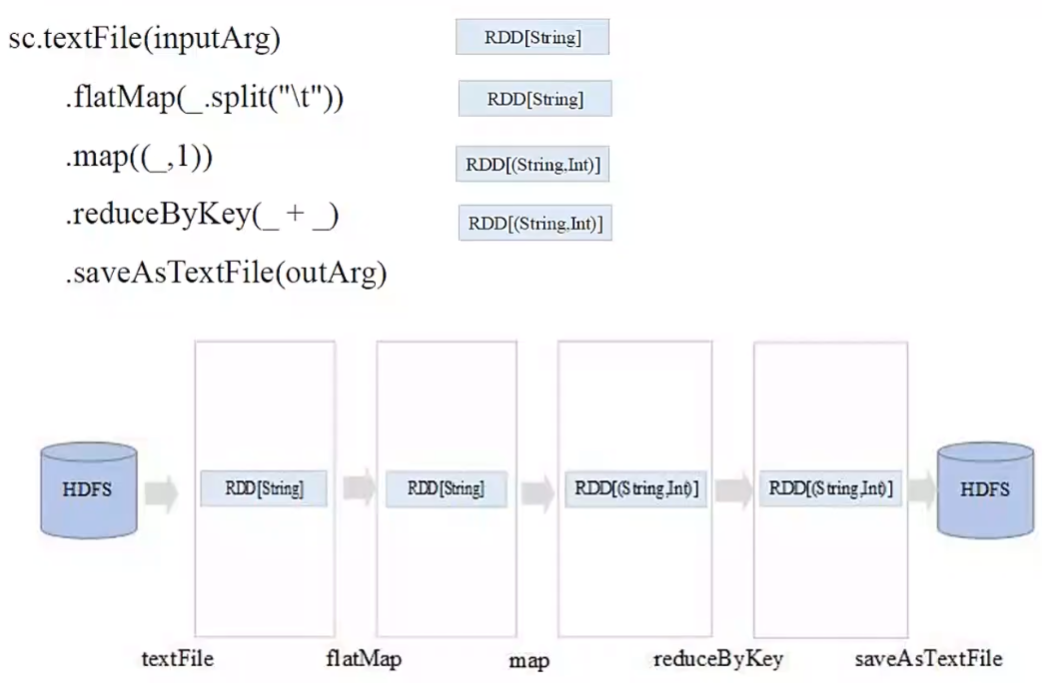 sc.textFile(inputArg)
RDD[String]
.flatMap(_.split("\t"))
RDD[String]
.map((_,1))
RDD[(String,Int)]
.reduceByKey(_ + _)
RDD[(String,Int)]
.saveAsTextFile(outArg)
HDFS
RDD[String]
RDD[String]
RDD[(String,Int)]
RDD[(String,Int)]
HDFS
textFile
flatMap
map
reduceByKey
saveAsTextFile